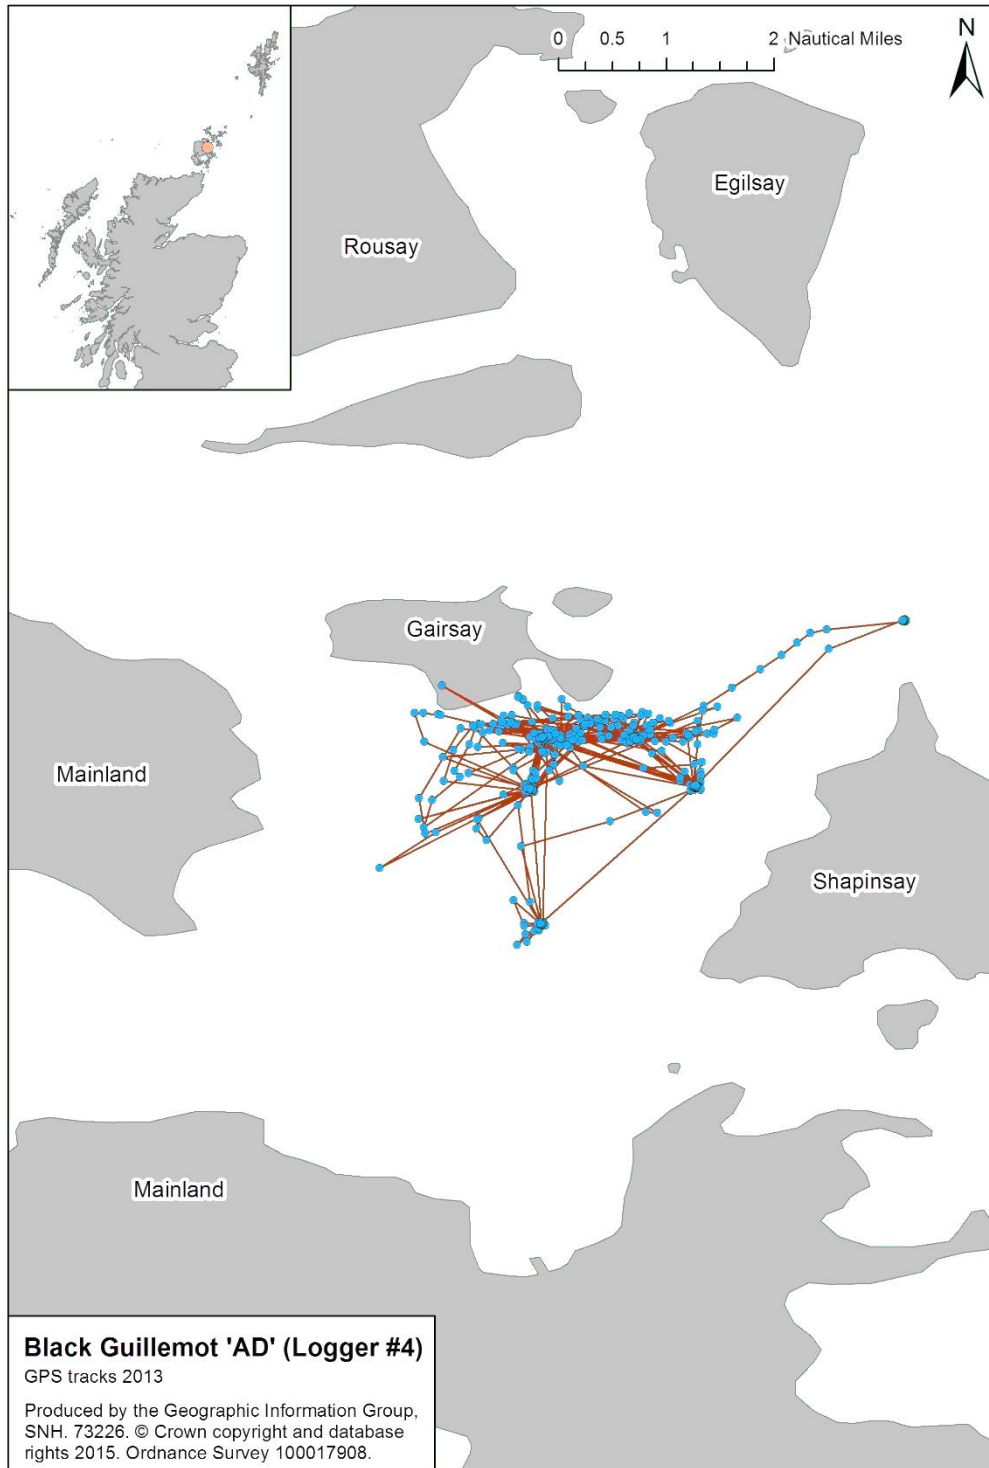 0 0.5 1 2 Nautical Miles
N
Egilsay
Rousay
Gairsay
Mainland
Shapinsay
Mainland
Black Guillemot 'AD' (Logger #4)
GPS tracks 2013
Produced by the Geographic Information Group,
SNH. 73226. © Crown copyright and database
rights 2015. Ordnance Survey 100017908.